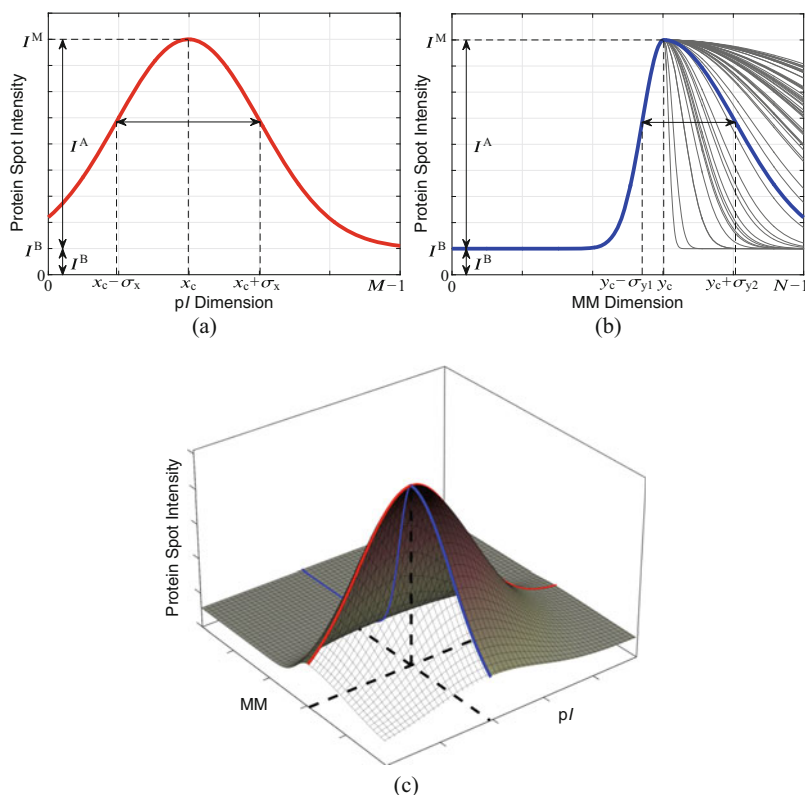 Protein Spot Intensity
I^M
I^A
I^B
I^B
0
0
x_c−σ_x
x_c
x_c+σ_x
M−1
pI Dimension
(a)
Protein Spot Intensity
I^M
I^A
I^B
I^B
0
0
y_c−σ_y1
y_c
y_c+σ_y2
N−1
MM Dimension
(b)
Protein Spot Intensity
MM
pI
(c)